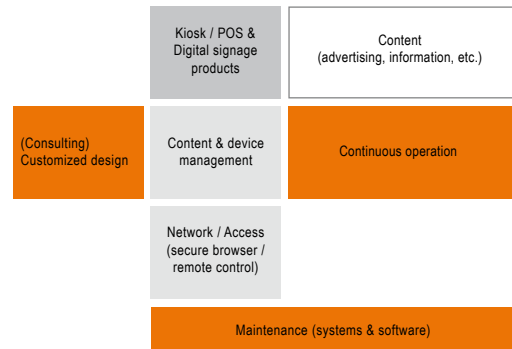 Kiosk / POS &
Digital signage
products
Content
(advertising, information, etc.)
(Consulting)
Customized design
Content & device
management
Continuous operation
Network / Access
(secure browser /
remote control)
Maintenance (systems & software)